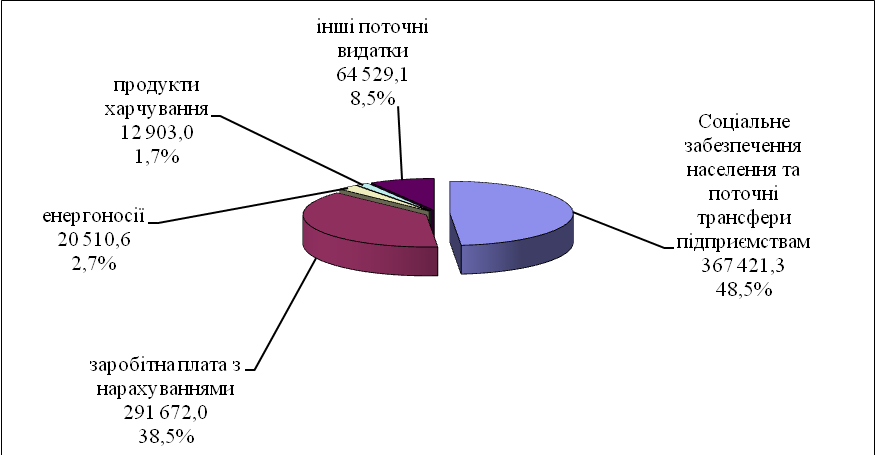 інші поточні
видатки
64 529,1
8,5%
продукти
харчування
12 903,0
1,7%
Соціальне
забезпечення
населення та
поточні
трансфери
підприємствам
367 421,3
48,5%
енергоносії
20 510,6
2,7%
заробітна плата з
нарахуваннями
291 672,0
38,5%